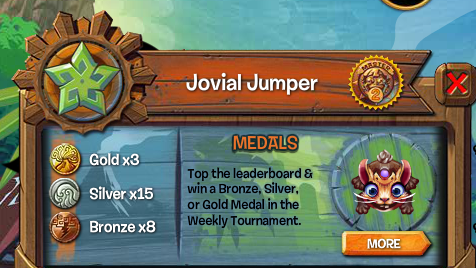 Jovial Jumper
MEDALS
Gold x3
Silver x15
Bronze x8
Top the leaderboard &
win a Bronze, Silver,
or Gold Medal in the
Weekly Tournament.
MORE